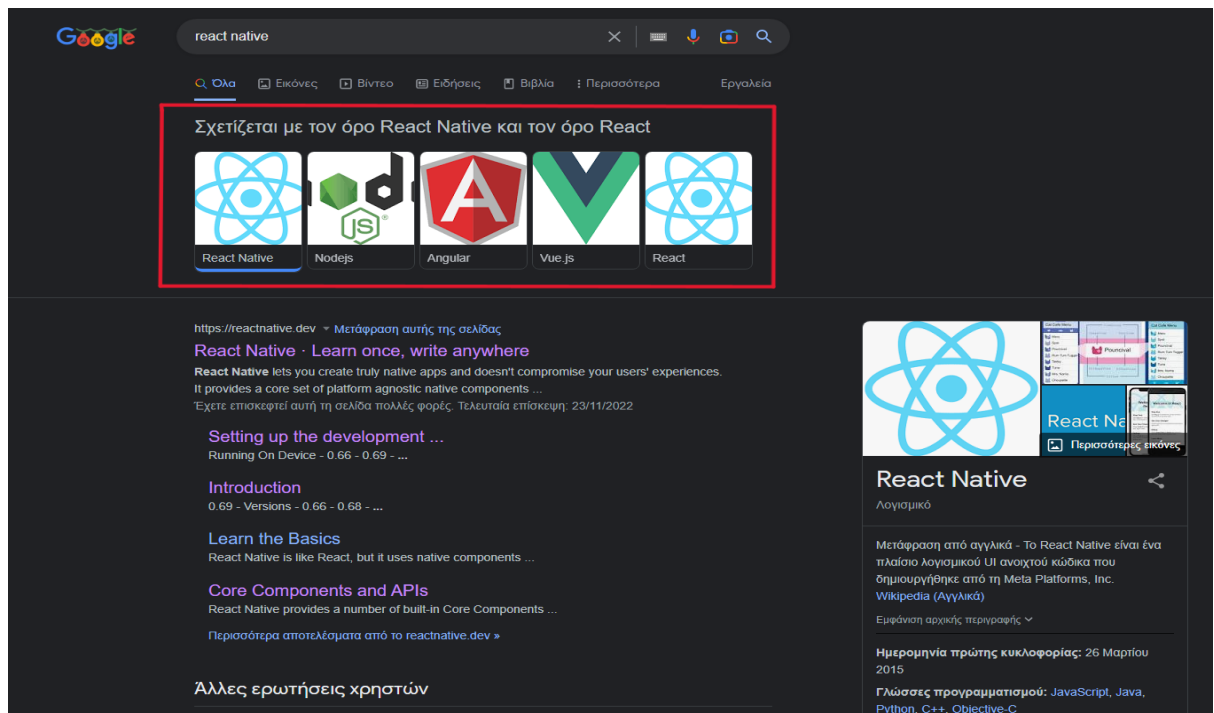 Google
react native
Όλα Εικόνες Βίντεο Ειδήσεις Βιβλία Περισσότερα Εργαλεία
Σχετίζεται με τον όρο React Native και τον όρο React
React Native Nodejs Angular Vue.js React
https://reactnative.dev Μετάφραση αυτής της σελίδας
React Native · Learn once, write anywhere
React Native lets you create truly native apps and doesn't compromise your users' experiences.
It provides a core set of platform agnostic native components ...
Έχετε επισκεφτεί αυτή τη σελίδα πολλές φορές. Τελευταία επίσκεψη: 23/11/2022
Setting up the development ...
Running On Device - 0.66 - 0.69 - ...
Introduction
0.69 - Versions - 0.66 - 0.68 - ...
Learn the Basics
React Native is like React, but it uses native components ...
Core Components and APIs
React Native provides a number of built-in Core Components ...
Περισσότερα αποτελέσματα από το reactnative.dev »
Άλλες ερωτήσεις χρηστών
Pouncival
React Na
Περισσότερες εικόνες
React Native
Λογισμικό
Μετάφραση από αγγλικά - Το React Native είναι ένα
πλαίσιο λογισμικού UI ανοιχτού κώδικα που
δημιουργήθηκε από τη Meta Platforms, Inc.
Wikipedia (Αγγλικά)
Εμφάνιση αρχικής περιγραφής
Ημερομηνία πρώτης κυκλοφορίας: 26 Μαρτίου
2015
Γλώσσες προγραμματισμού: JavaScript, Java,
Python, C++, Objective-C